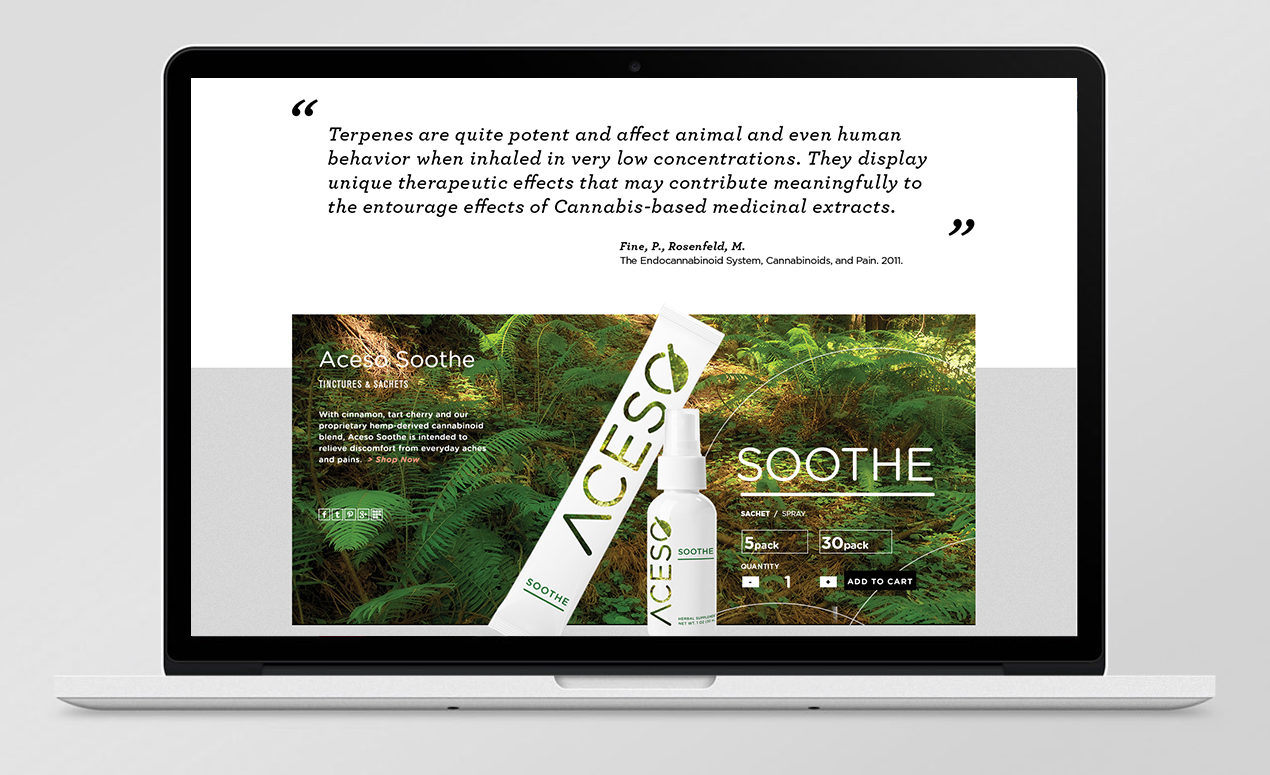 “
Terpenes are quite potent and affect animal and even human
behavior when inhaled in very low concentrations. They display
unique therapeutic effects that may contribute meaningfully to
the entourage effects of Cannabis-based medicinal extracts.
”
Fine, P., Rosenfeld, M.
The Endocannabinoid System, Cannabinoids, and Pain. 2011.
Aceso Soothe
TINCTURES & SACHETS
With cinnamon, tart cherry and our
proprietary hemp-derived cannabinoid
blend, Aceso Soothe is intended to
relieve discomfort from everyday aches
and pains. > Shop Now
f t P g+
ACESO
SOOTHE
ACESO
SOOTHE
HERBAL SUPPLEMENT
NET WT. 1 OZ
SOOTHE
SACHET / SPRAY
5pack 30pack
QUANTITY
- 1 + ADD TO CART